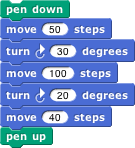 pen down
move 50 steps
turn ↻ 30 degrees
move 100 steps
turn ↻ 20 degrees
move 40 steps
pen up